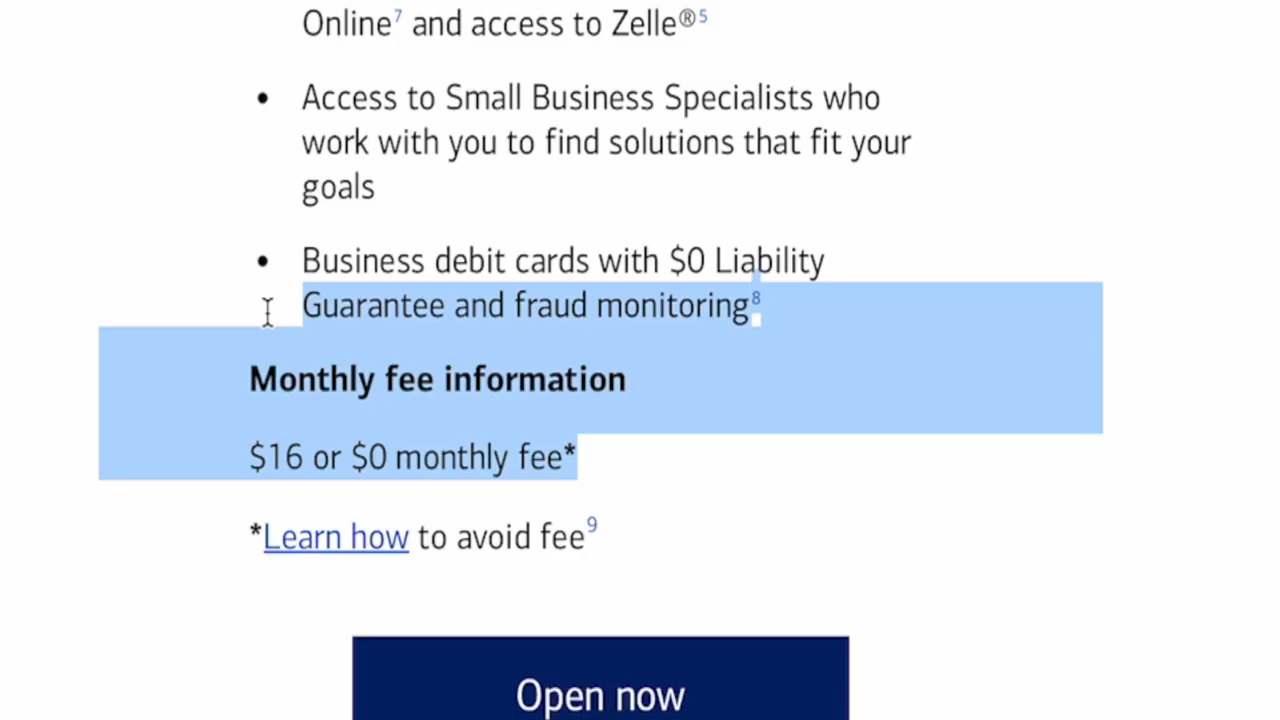 Online7 and access to Zelle®5
• Access to Small Business Specialists who
work with you to find solutions that fit your
goals
• Business debit cards with $0 Liability
Guarantee and fraud monitoring8
Monthly fee information
$16 or $0 monthly fee*
*Learn how to avoid fee9
Open now